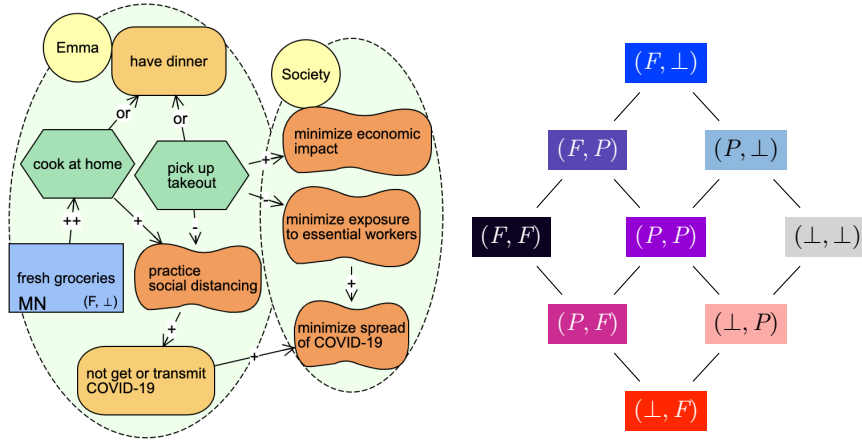 Emma
have dinner
Society
or
or
minimize economic
impact
cook at home
pick up
takeout
+
-
++
+
-
minimize exposure
to essential workers
fresh groceries
MN
(F, ⊥)
practice
social distancing
+
+
minimize spread
of COVID-19
+
not get or transmit
COVID-19
(F, ⊥)
(F, P)
(P, ⊥)
(F, F)
(P, P)
(⊥, ⊥)
(P, F)
(⊥, P)
(⊥, F)